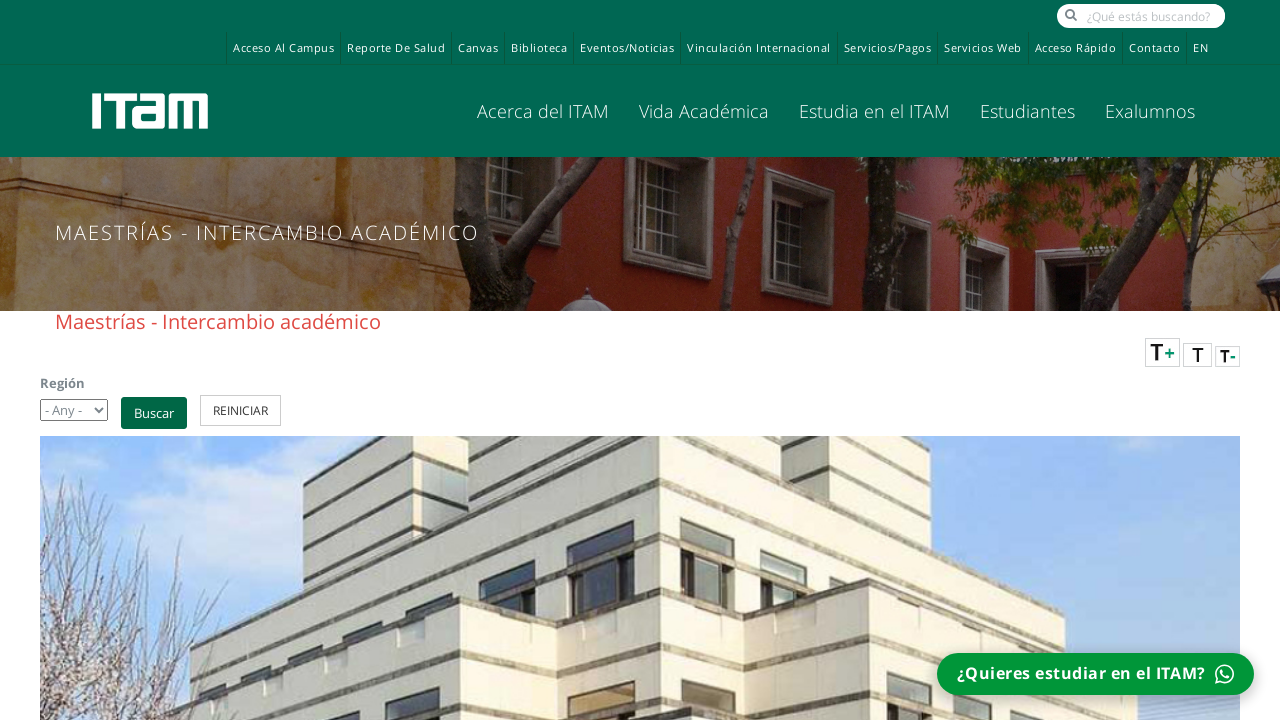 ¿Qué estás buscando?
Acceso Al Campus Reporte De Salud Canvas Biblioteca Eventos/Noticias Vinculación Internacional Servicios/Pagos Servicios Web Acceso Rápido Contacto EN
ITAM
Acerca del ITAM Vida Académica Estudia en el ITAM Estudiantes Exalumnos
MAESTRÍAS - INTERCAMBIO ACADÉMICO
Maestrías - Intercambio académico
T+ T T-
Región
- Any - Buscar REINICIAR
¿Quieres estudiar en el ITAM?